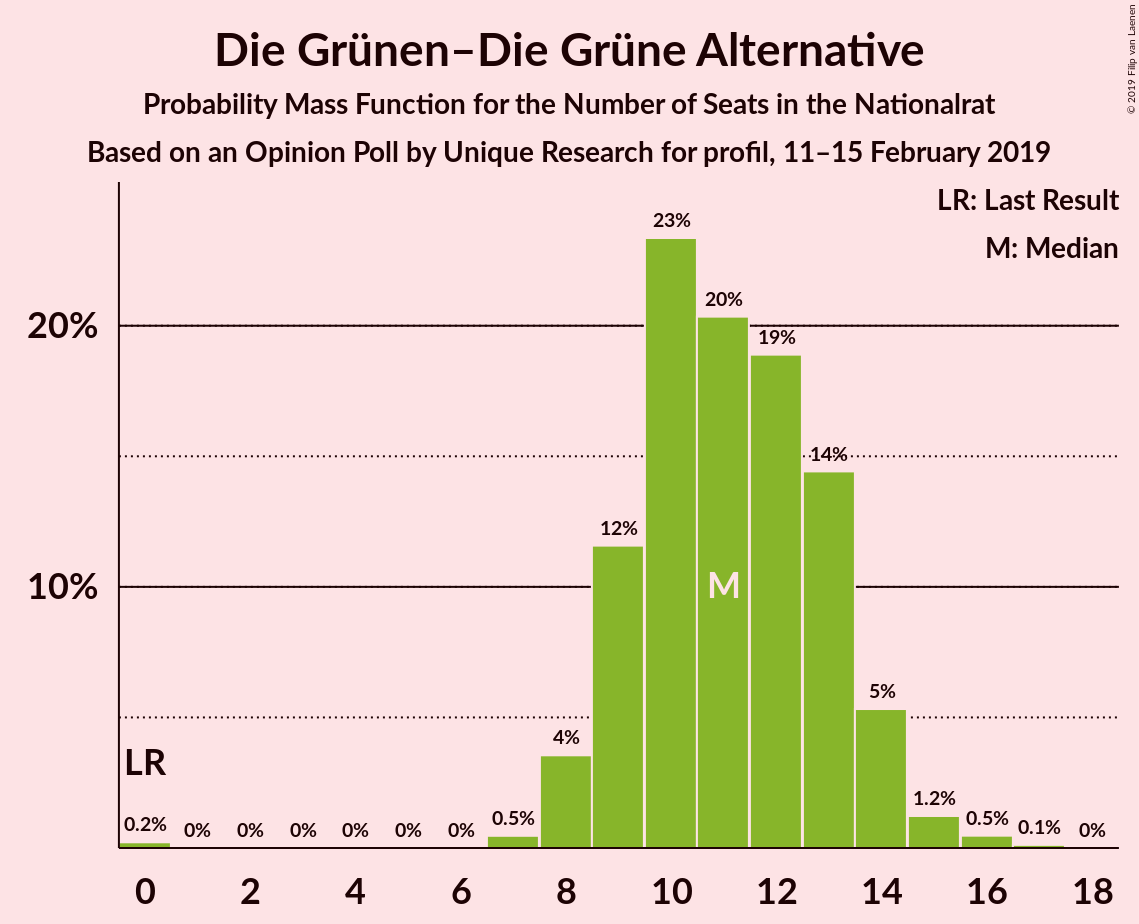 Die Grünen–Die Grüne Alternative
Probability Mass Function for the Number of Seats in the Nationalrat
Based on an Opinion Poll by Unique Research for profil, 11–15 February 2019
© 2019 Filip van Laenen
LR: Last Result
M: Median
23%
20%
20%
19%
14%
12%
10%
M
5%
4%
LR
0.2%
0%
0%
0%
0%
0%
0%
0.5%
1.2%
0.5%
0.1%
0%
0 2 4 6 8 10 12 14 16 18